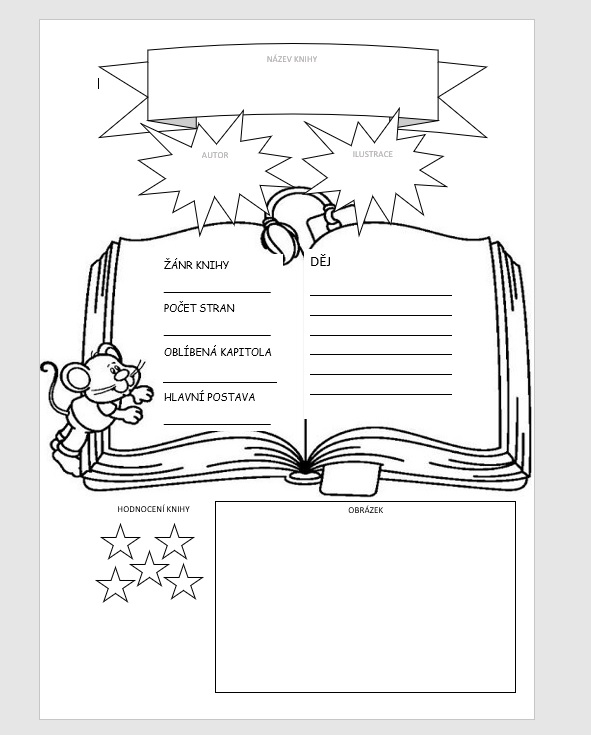 NÁZEV KNIHY
AUTOR
ILUSTRACE
ŽÁNR KNIHY
POČET STRAN
OBLÍBENÁ KAPITOLA
HLAVNÍ POSTAVA
DĚJ
HODNOCENÍ KNIHY
OBRÁZEK